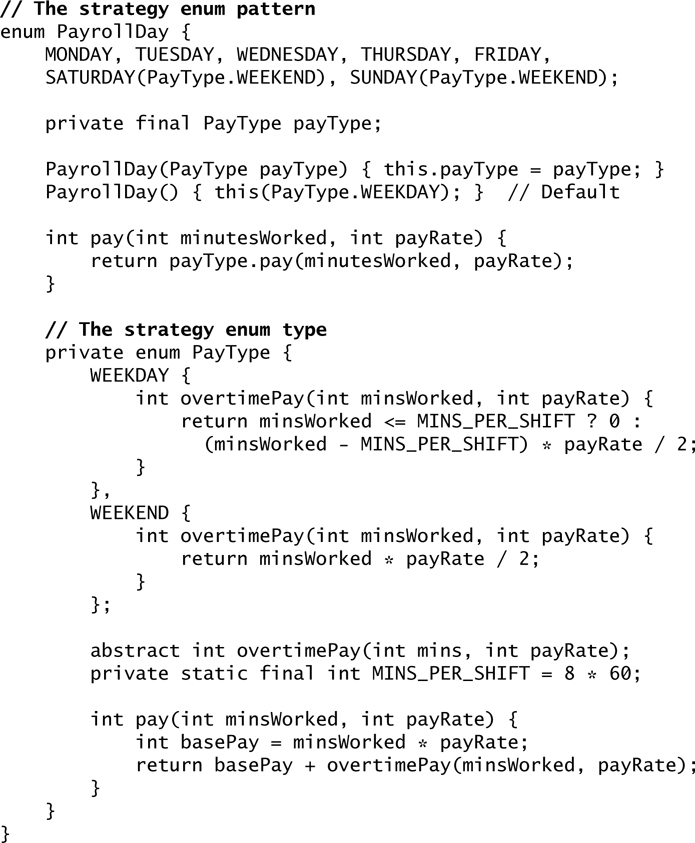 // The strategy enum pattern
enum PayrollDay {
    MONDAY, TUESDAY, WEDNESDAY, THURSDAY, FRIDAY,
    SATURDAY(PayType.WEEKEND), SUNDAY(PayType.WEEKEND);

    private final PayType payType;

    PayrollDay(PayType payType) { this.payType = payType; }
    PayrollDay() { this(PayType.WEEKDAY); }  // Default

    int pay(int minutesWorked, int payRate) {
        return payType.pay(minutesWorked, payRate);
    }

    // The strategy enum type
    private enum PayType {
        WEEKDAY {
            int overtimePay(int minsWorked, int payRate) {
                return minsWorked <= MINS_PER_SHIFT ? 0 :
                  (minsWorked - MINS_PER_SHIFT) * payRate / 2;
            }
        },
        WEEKEND {
            int overtimePay(int minsWorked, int payRate) {
                return minsWorked * payRate / 2;
            }
        };

        abstract int overtimePay(int mins, int payRate);
        private static final int MINS_PER_SHIFT = 8 * 60;

        int pay(int minsWorked, int payRate) {
            int basePay = minsWorked * payRate;
            return basePay + overtimePay(minsWorked, payRate);
        }
    }
}